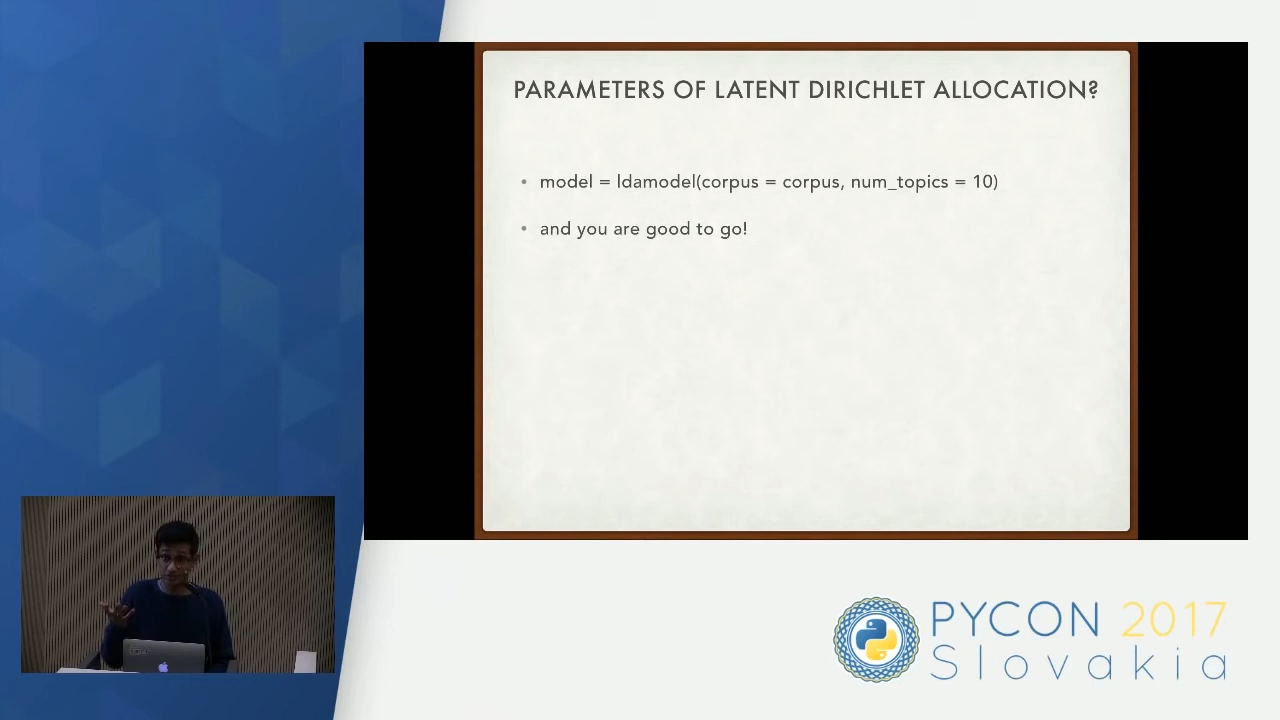 PARAMETERS OF LATENT DIRICHLET ALLOCATION?
• model = ldamodel(corpus = corpus, num_topics = 10)
• and you are good to go!
PYCON 2017
Slovakia